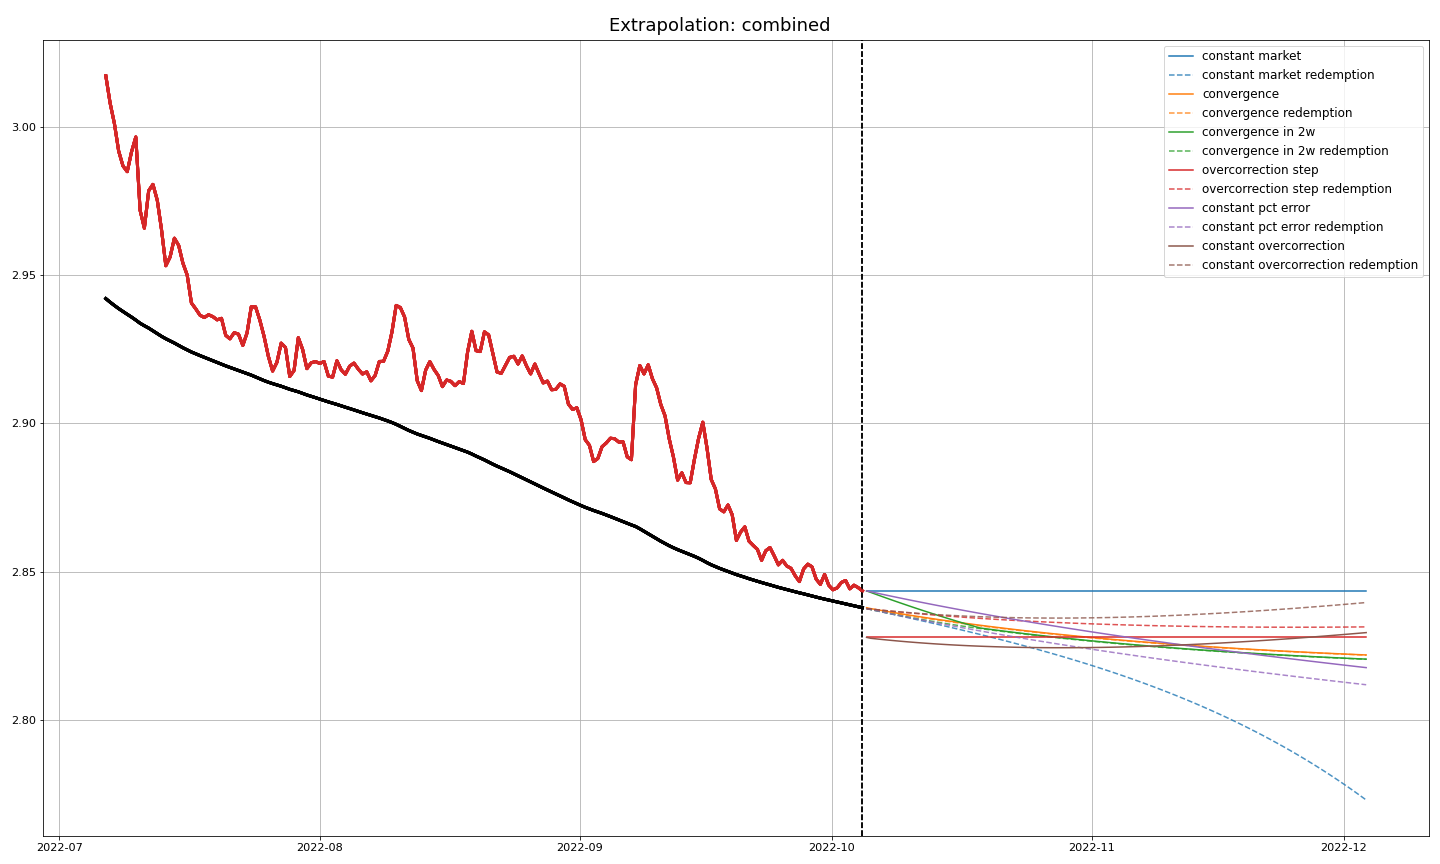 Extrapolation: combined
constant market
constant market redemption
convergence
convergence redemption
convergence in 2w
convergence in 2w redemption
overcorrection step
overcorrection step redemption
constant pct error
constant pct error redemption
constant overcorrection
constant overcorrection redemption
3.00
2.95
2.90
2.85
2.80
2022-07
2022-08
2022-09
2022-10
2022-11
2022-12